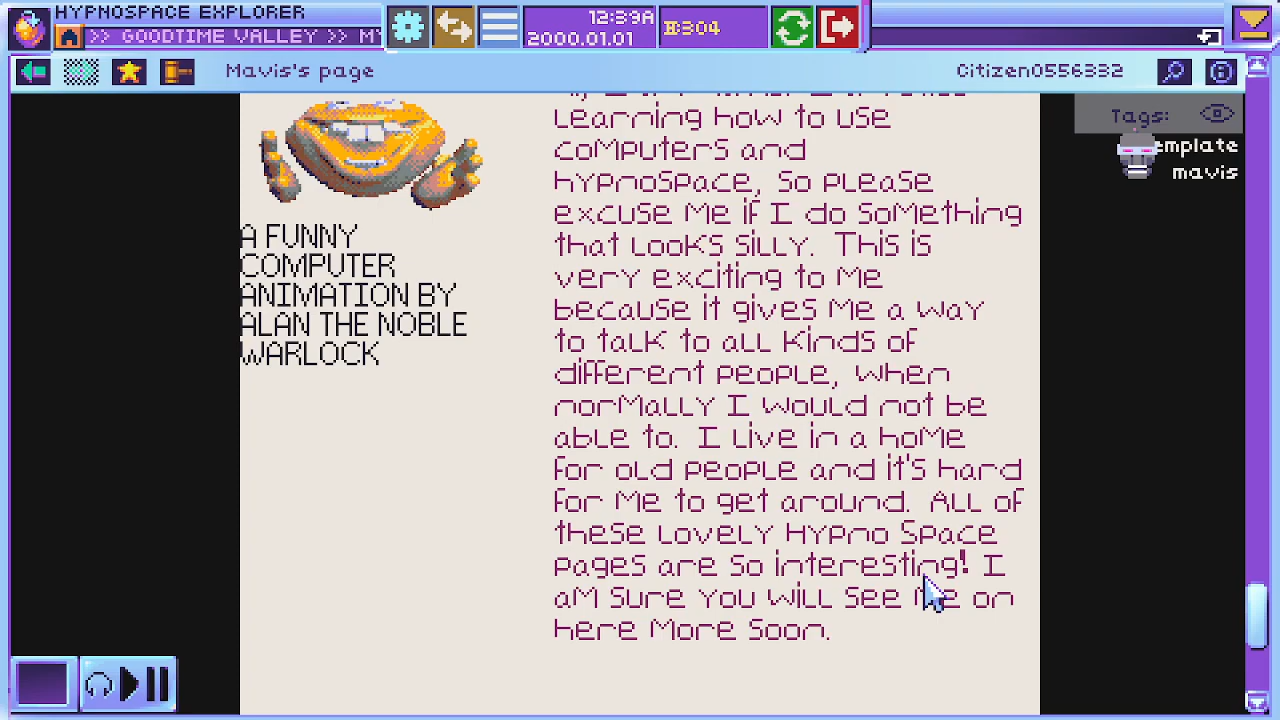 HYPNOSPACE EXPLORER
>> GOODTIME VALLEY >> MY
12:39A
2000.01.01
304
Mavis's page
Citizen0556332
Tags:
emplate
mavis
A FUNNY
COMPUTER
ANIMATION BY
ALAN THE NOBLE
WARLOCK
Learning how to use
computers and
hypnospace, so please
excuse me if I do something
that looks silly. This is
very exciting to me
because it gives me a way
to talk to all kinds of
different people, when
normally I would not be
able to. I live in a home
for old people and it's hard
for me to get around. All of
these lovely Hypno Space
pages are so interesting! I
am sure you will see me on
here more soon.